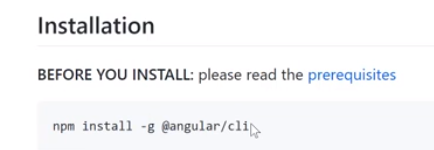 Installation
BEFORE YOU INSTALL: please read the prerequisites
npm install -g @angular/cli